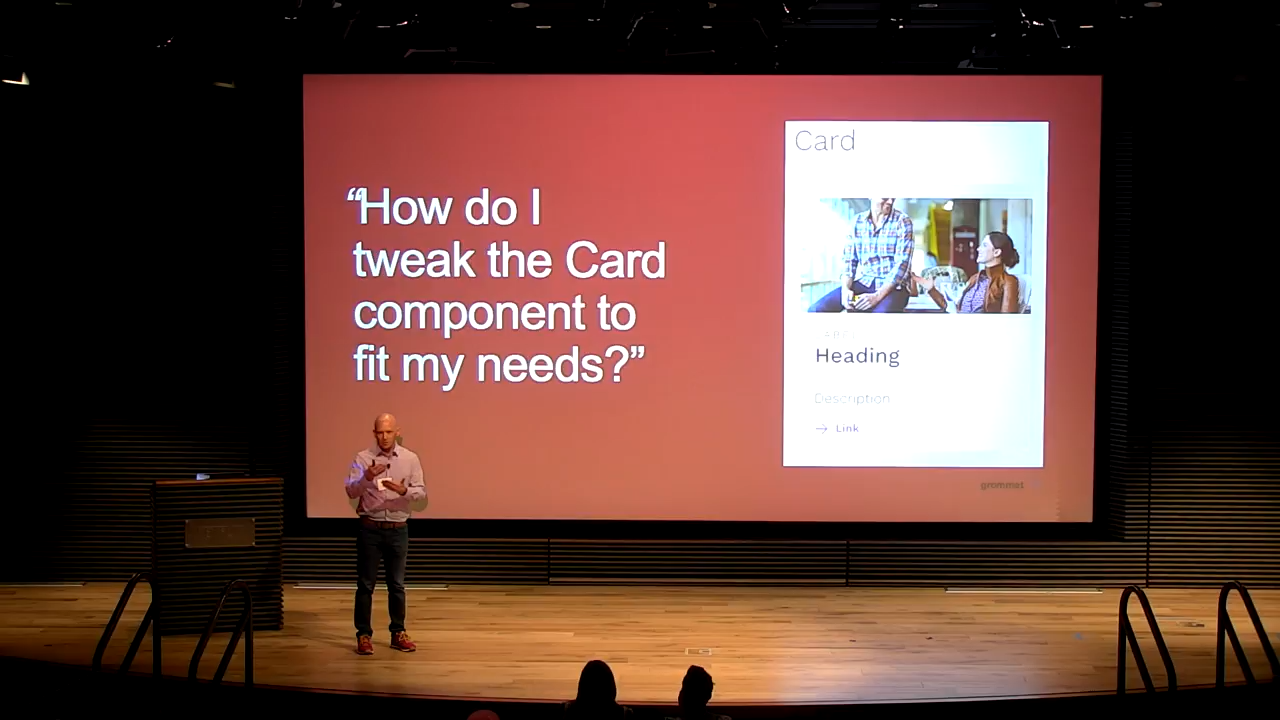 “How do I
tweak the Card
component to
fit my needs?”
Card
Heading
Description
Link
grommet